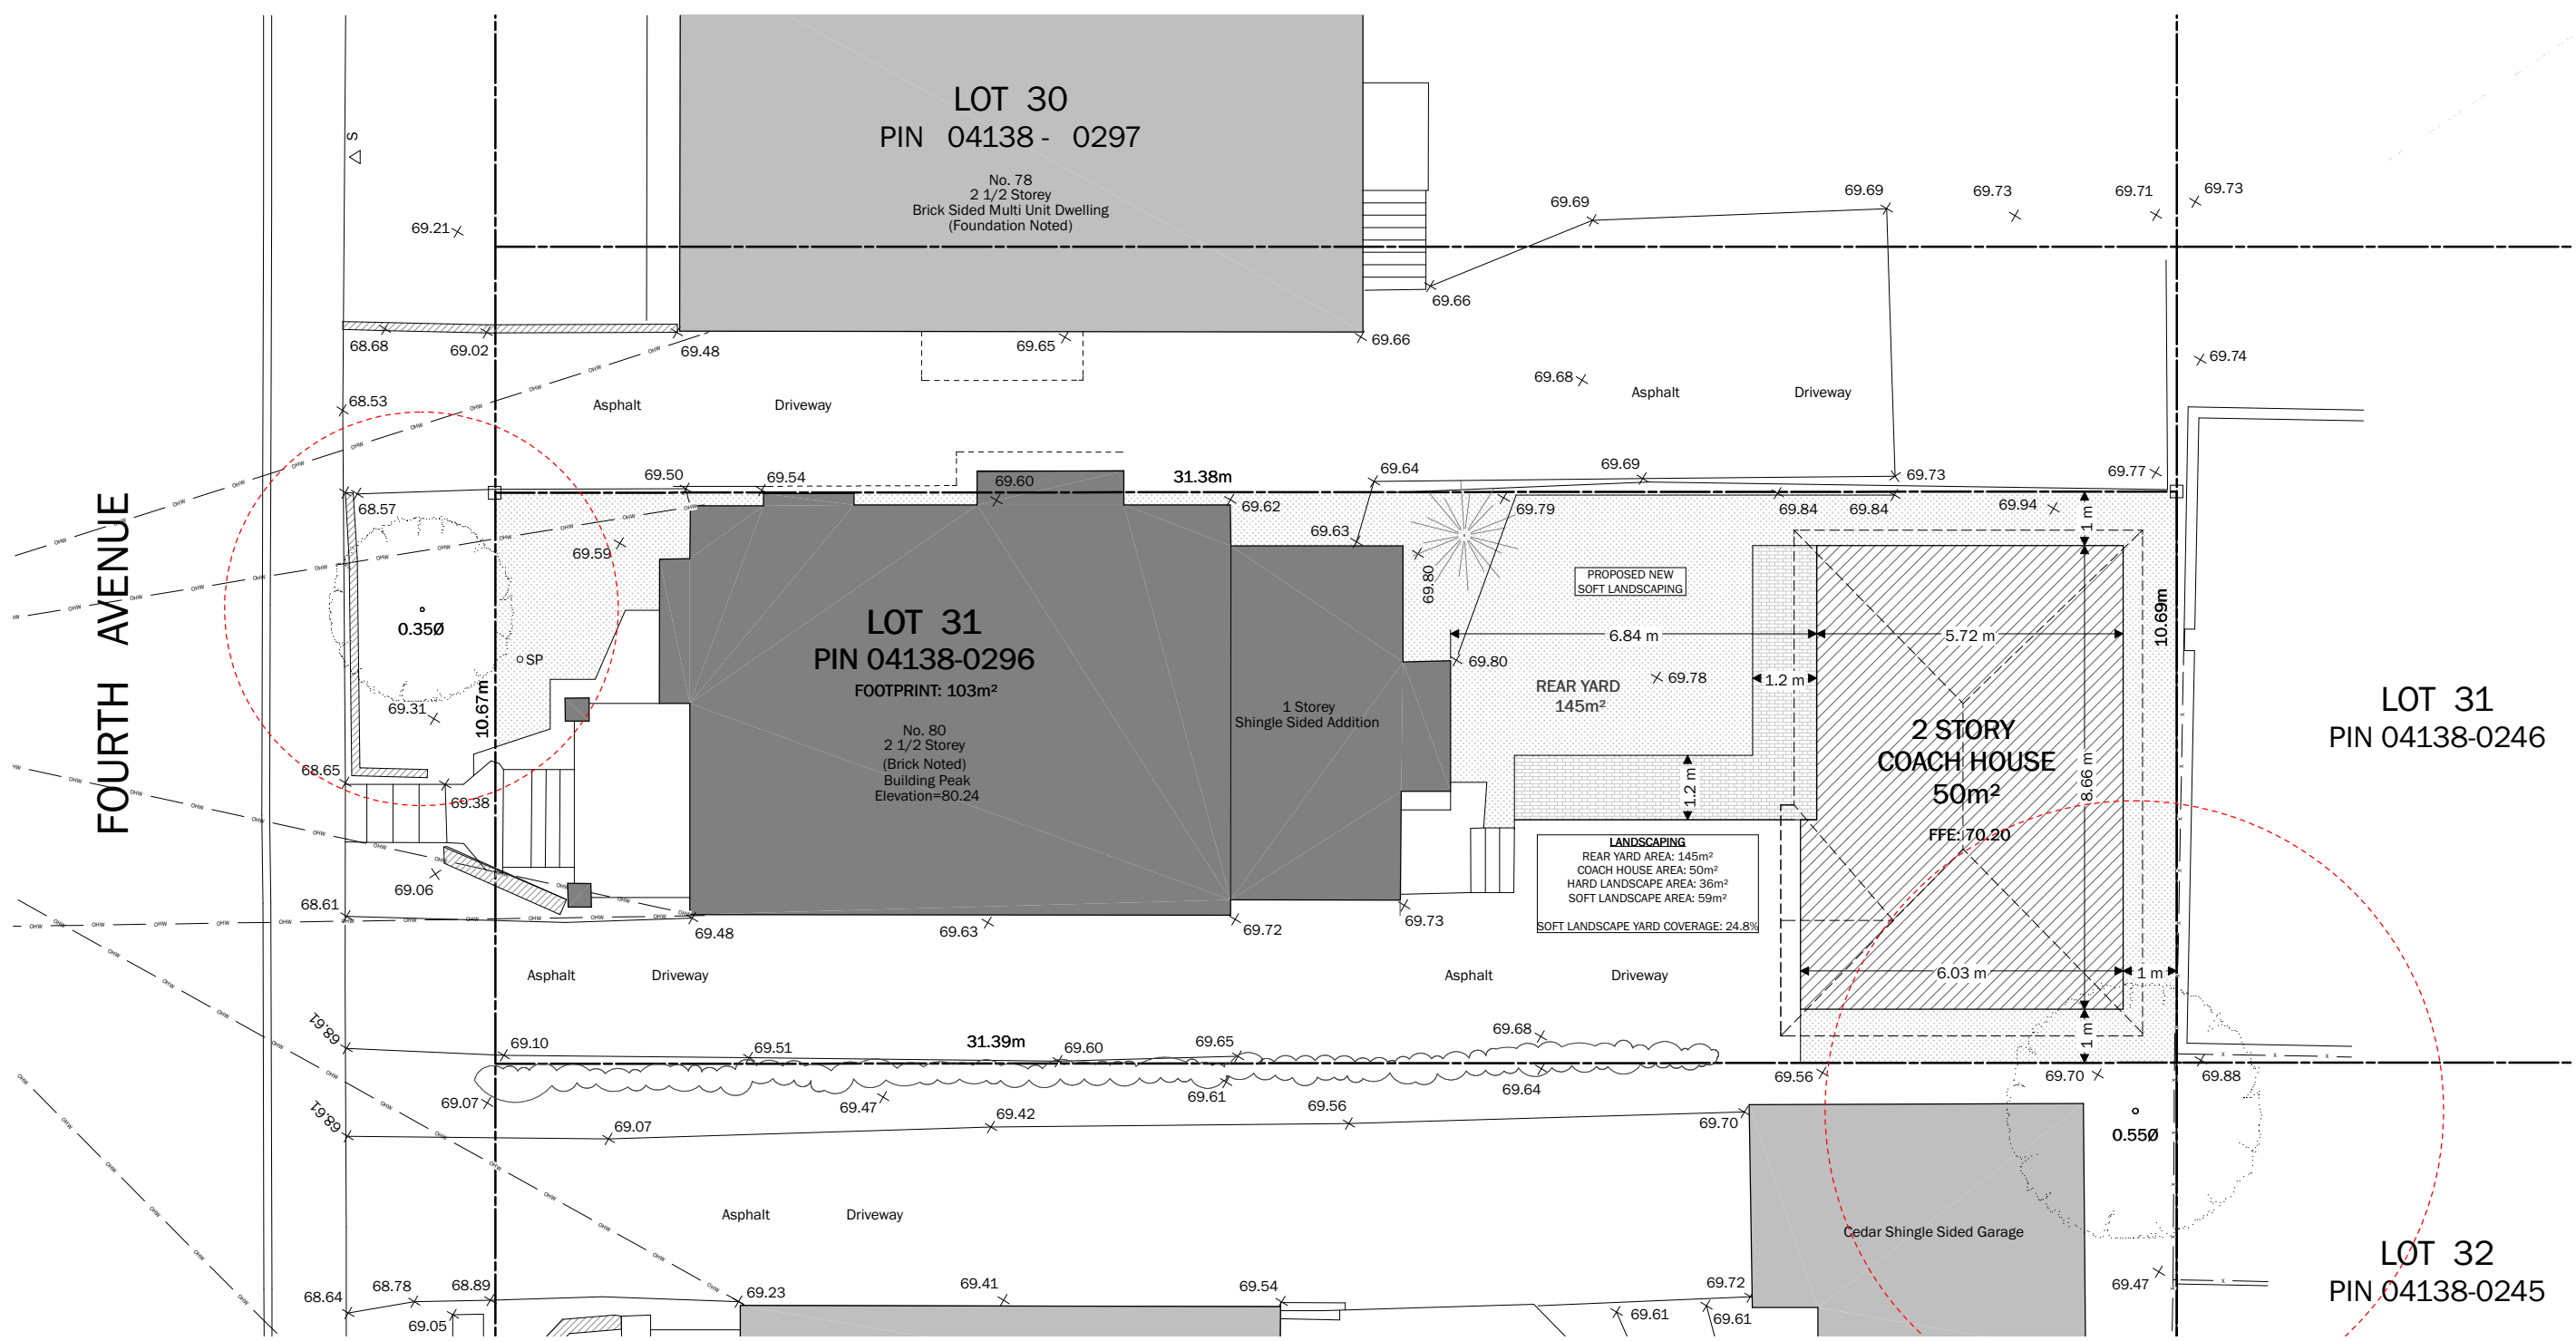 LOT 30
PIN 04138 - 0297
No. 78
2 1/2 Storey
Brick Sided Multi Unit Dwelling
(Foundation Noted)
S
69.21
69.69
69.69
69.73
69.71
69.73
69.66
68.68
69.02
69.48
69.65
69.66
69.74
68.53
Asphalt Driveway
69.68
Asphalt Driveway
OHW
69.50
69.54
69.60
31.38m
69.62
69.64
69.69
69.73
69.77
68.57
69.59
69.63
69.79
69.84
69.84
69.94
1 m
69.80
PROPOSED NEW
SOFT LANDSCAPING
FOURTH AVENUE
0.35Ø
SP
LOT 31
PIN 04138-0296
FOOTPRINT: 103m²
No. 80
2 1/2 Storey
(Brick Noted)
Building Peak
Elevation=80.24
1 Storey
Shingle Sided Addition
6.84 m
5.72 m
10.69m
69.80
REAR YARD
145m²
69.78
1.2 m
69.31
10.67m
2 STORY
COACH HOUSE
50m²
FFE: 70.20
8.66 m
LOT 31
PIN 04138-0246
68.65
69.38
1.2 m
LANDSCAPING
REAR YARD AREA: 145m²
COACH HOUSE AREA: 50m²
HARD LANDSCAPE AREA: 36m²
SOFT LANDSCAPE AREA: 59m²
SOFT LANDSCAPE YARD COVERAGE: 24.8%
69.06
68.61
69.48
69.63
69.72
69.73
Asphalt Driveway
Asphalt Driveway
6.03 m
1 m
68.61
69.10
69.51
31.39m
69.60
69.65
69.68
1 m
69.56
69.70
69.88
69.07
69.47
69.61
69.64
68.61
69.07
69.42
69.56
69.70
0.55Ø
Asphalt Driveway
Cedar Shingle Sided Garage
LOT 32
PIN 04138-0245
68.64
68.78
68.89
69.05
69.23
69.41
69.54
69.72
69.61
69.61
69.47